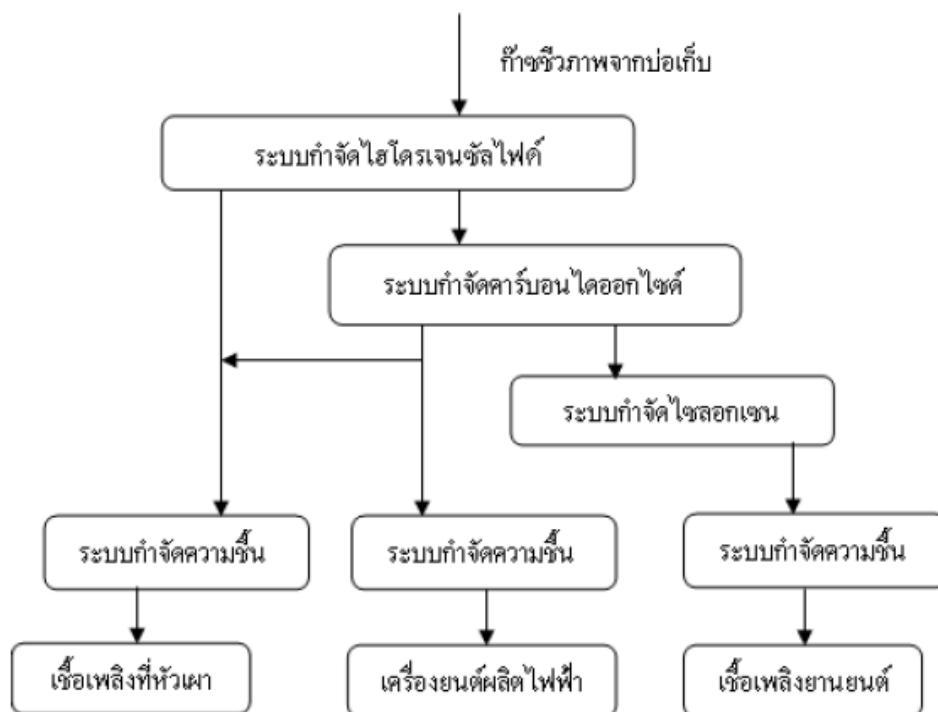 ก๊าซชีวภาพจากบ่อเก็บ
ระบบกำจัดไฮโดรเจนซัลไฟด์
ระบบกำจัดคาร์บอนไดออกไซด์
ระบบกำจัดไซลอกเซน
ระบบกำจัดความชื้น
ระบบกำจัดความชื้น
ระบบกำจัดความชื้น
เชื้อเพลิงที่หัวเผา
เครื่องยนต์ผลิตไฟฟ้า
เชื้อเพลิงยานยนต์